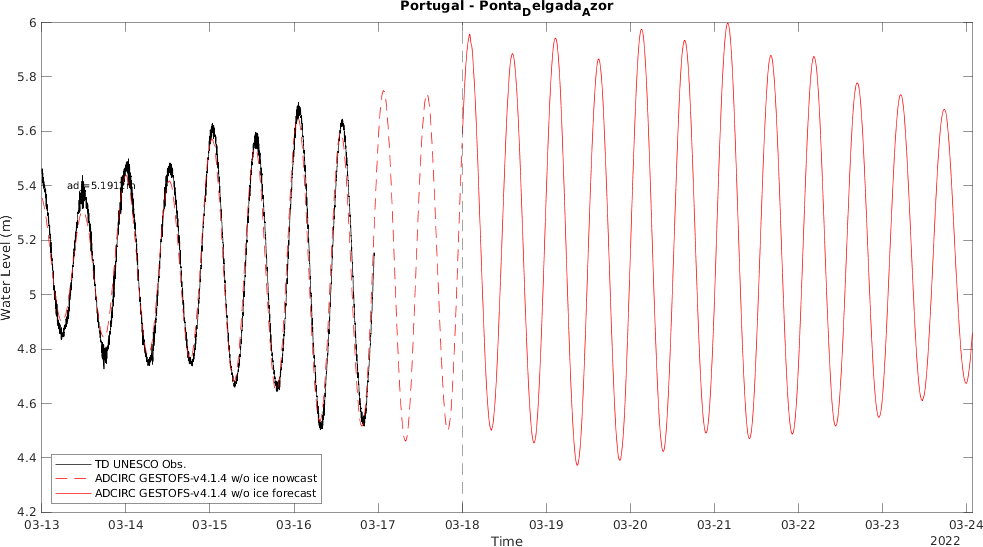 Portugal - PontaDelgadaAzor
6
5.8
5.6
5.4
5.2
5
4.8
4.6
4.4
4.2
Water Level (m)
TD UNESCO Obs.
ADCIRC GESTOFS-v4.1.4 w/o ice nowcast
ADCIRC GESTOFS-v4.1.4 w/o ice forecast
03-13 03-14 03-15 03-16 03-17 03-18 03-19 03-20 03-21 03-22 03-23 03-24
Time
2022